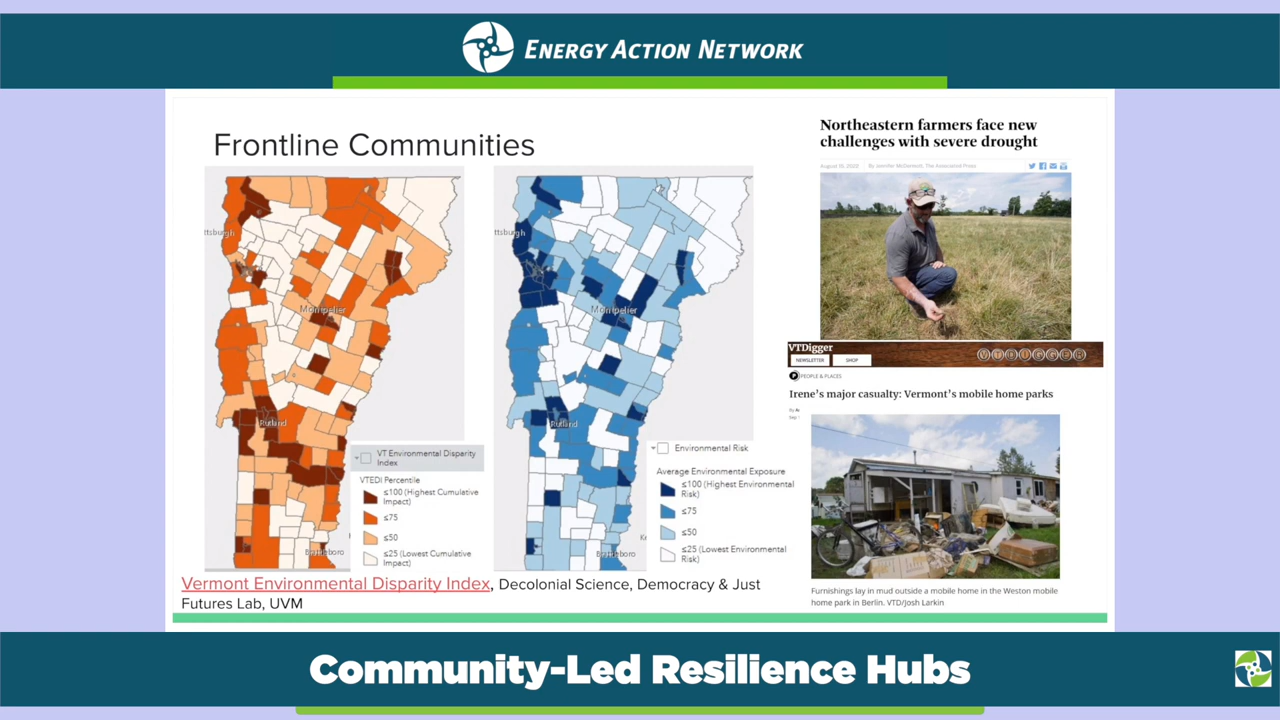 ENERGY ACTION NETWORK
Frontline Communities
ttsburgh
Montpelier
Rutland
Brattleboro
VT Environmental Disparity
Index
VTEDI Percentile
≤100 (Highest Cumulative
Impact)
≤75
≤50
≤25 (Lowest Cumulative
Impact)
ttsburgh
Montpelier
Rutland
Brattleboro
Environmental Risk
Average Environmental Exposure
≤100 (Highest Environmental
Risk)
≤75
≤50
≤25 (Lowest Environmental
Risk)
Vermont Environmental Disparity Index, Decolonial Science, Democracy & Just
Futures Lab, UVM
Northeastern farmers face new
challenges with severe drought
August 15, 2022 By Jennifer McDermott, The Associated Press
VTDigger
NEWSLETTER SHOP
VTDIGGER
PEOPLE & PLACES
Irene's major casualty: Vermont's mobile home parks
Furnishings lay in mud outside a mobile home in the Weston mobile
home park in Berlin. VTD/Josh Larkin
Community-Led Resilience Hubs